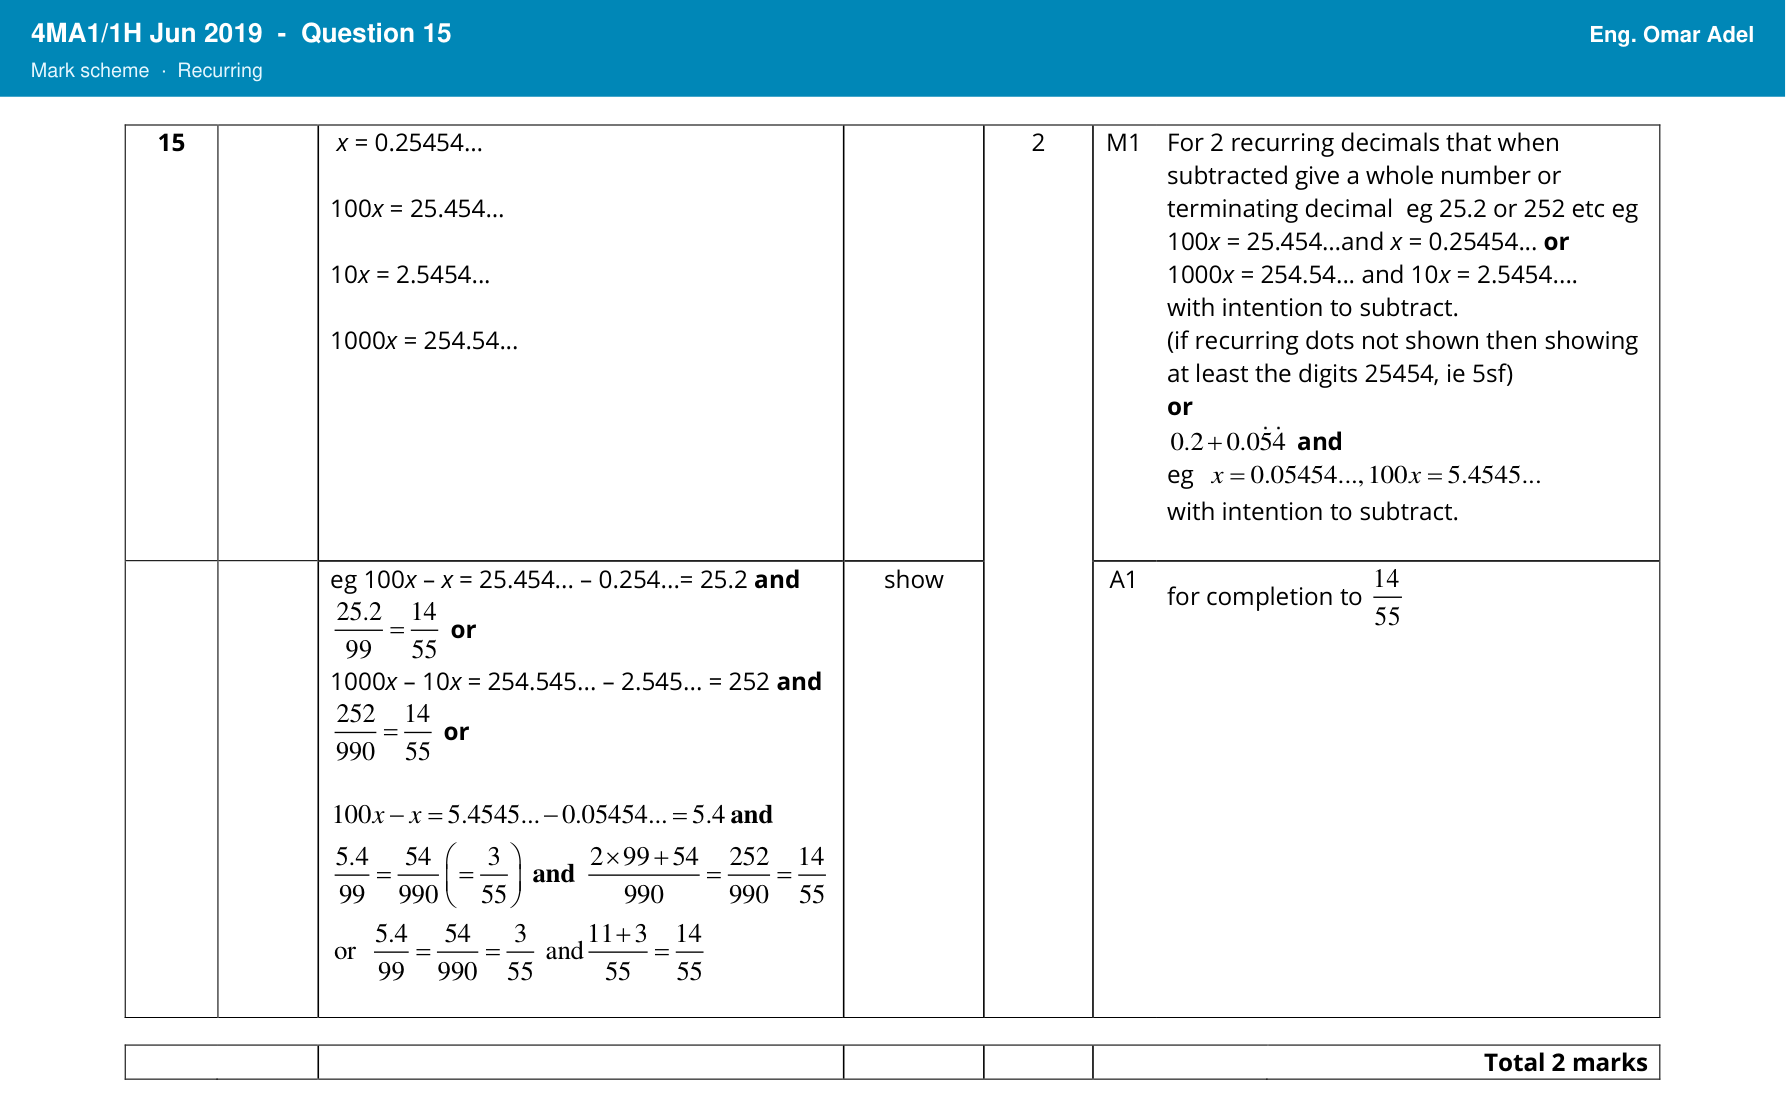 4MA1/1H Jun 2019 - Question 15
Eng. Omar Adel
Mark scheme · Recurring
15
x = 0.25454...
100x = 25.454...
10x = 2.5454...
1000x = 254.54...
2
M1 For 2 recurring decimals that when
subtracted give a whole number or
terminating decimal eg 25.2 or 252 etc eg
100x = 25.454...and x = 0.25454... or
1000x = 254.54... and 10x = 2.5454....
with intention to subtract.
(if recurring dots not shown then showing
at least the digits 25454, ie 5sf)
or
0.2 + 0.05̇4̇ and
eg x = 0.05454..., 100x = 5.4545...
with intention to subtract.
eg 100x – x = 25.454... – 0.254...= 25.2 and
25.2/99 = 14/55 or
1000x – 10x = 254.545... – 2.545... = 252 and
252/990 = 14/55 or
100x − x = 5.4545... − 0.05454... = 5.4 and
5.4/99 = 54/990 (= 3/55) and (2×99+54)/990 = 252/990 = 14/55
or 5.4/99 = 54/990 = 3/55 and (11+3)/55 = 14/55
show
A1 for completion to 14/55
Total 2 marks